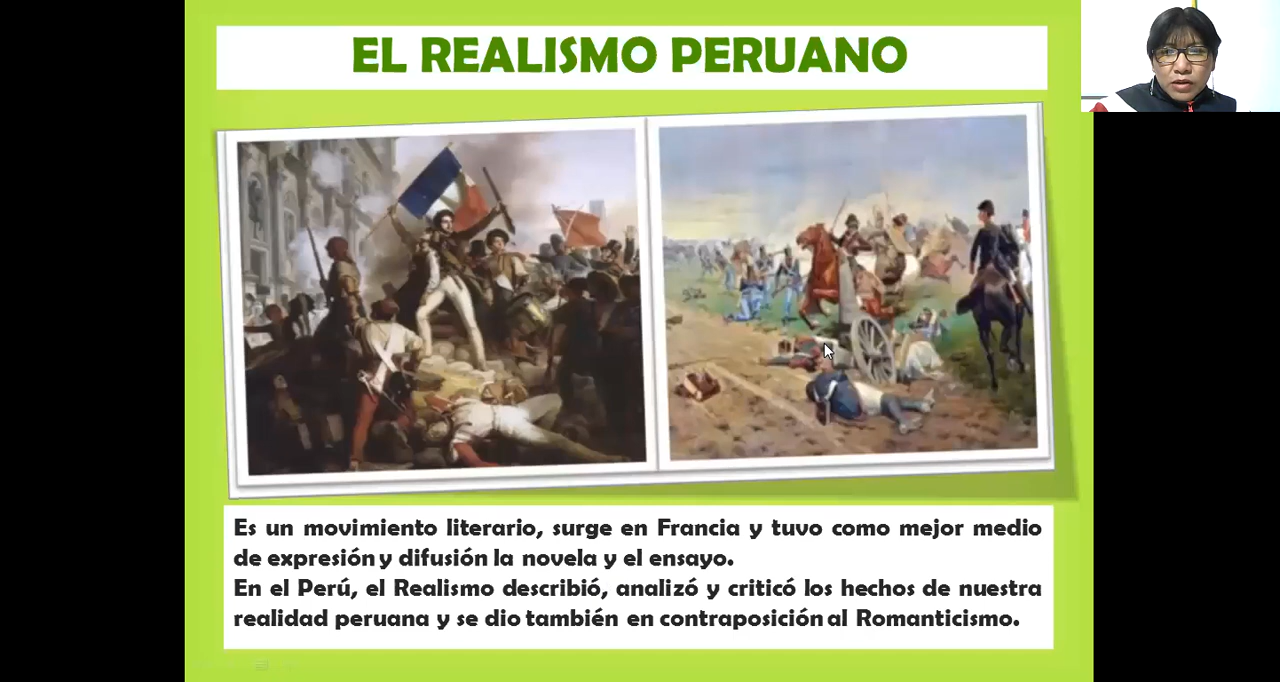 EL REALISMO PERUANO
Es un movimiento literario, surge en Francia y tuvo como mejor medio
de expresión y difusión la novela y el ensayo.
En el Perú, el Realismo describió, analizó y criticó los hechos de nuestra
realidad peruana y se dio también en contraposición al Romanticismo.